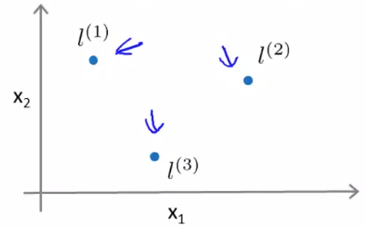 l^{(1)}
l^{(2)}
x₂
l^{(3)}
x₁